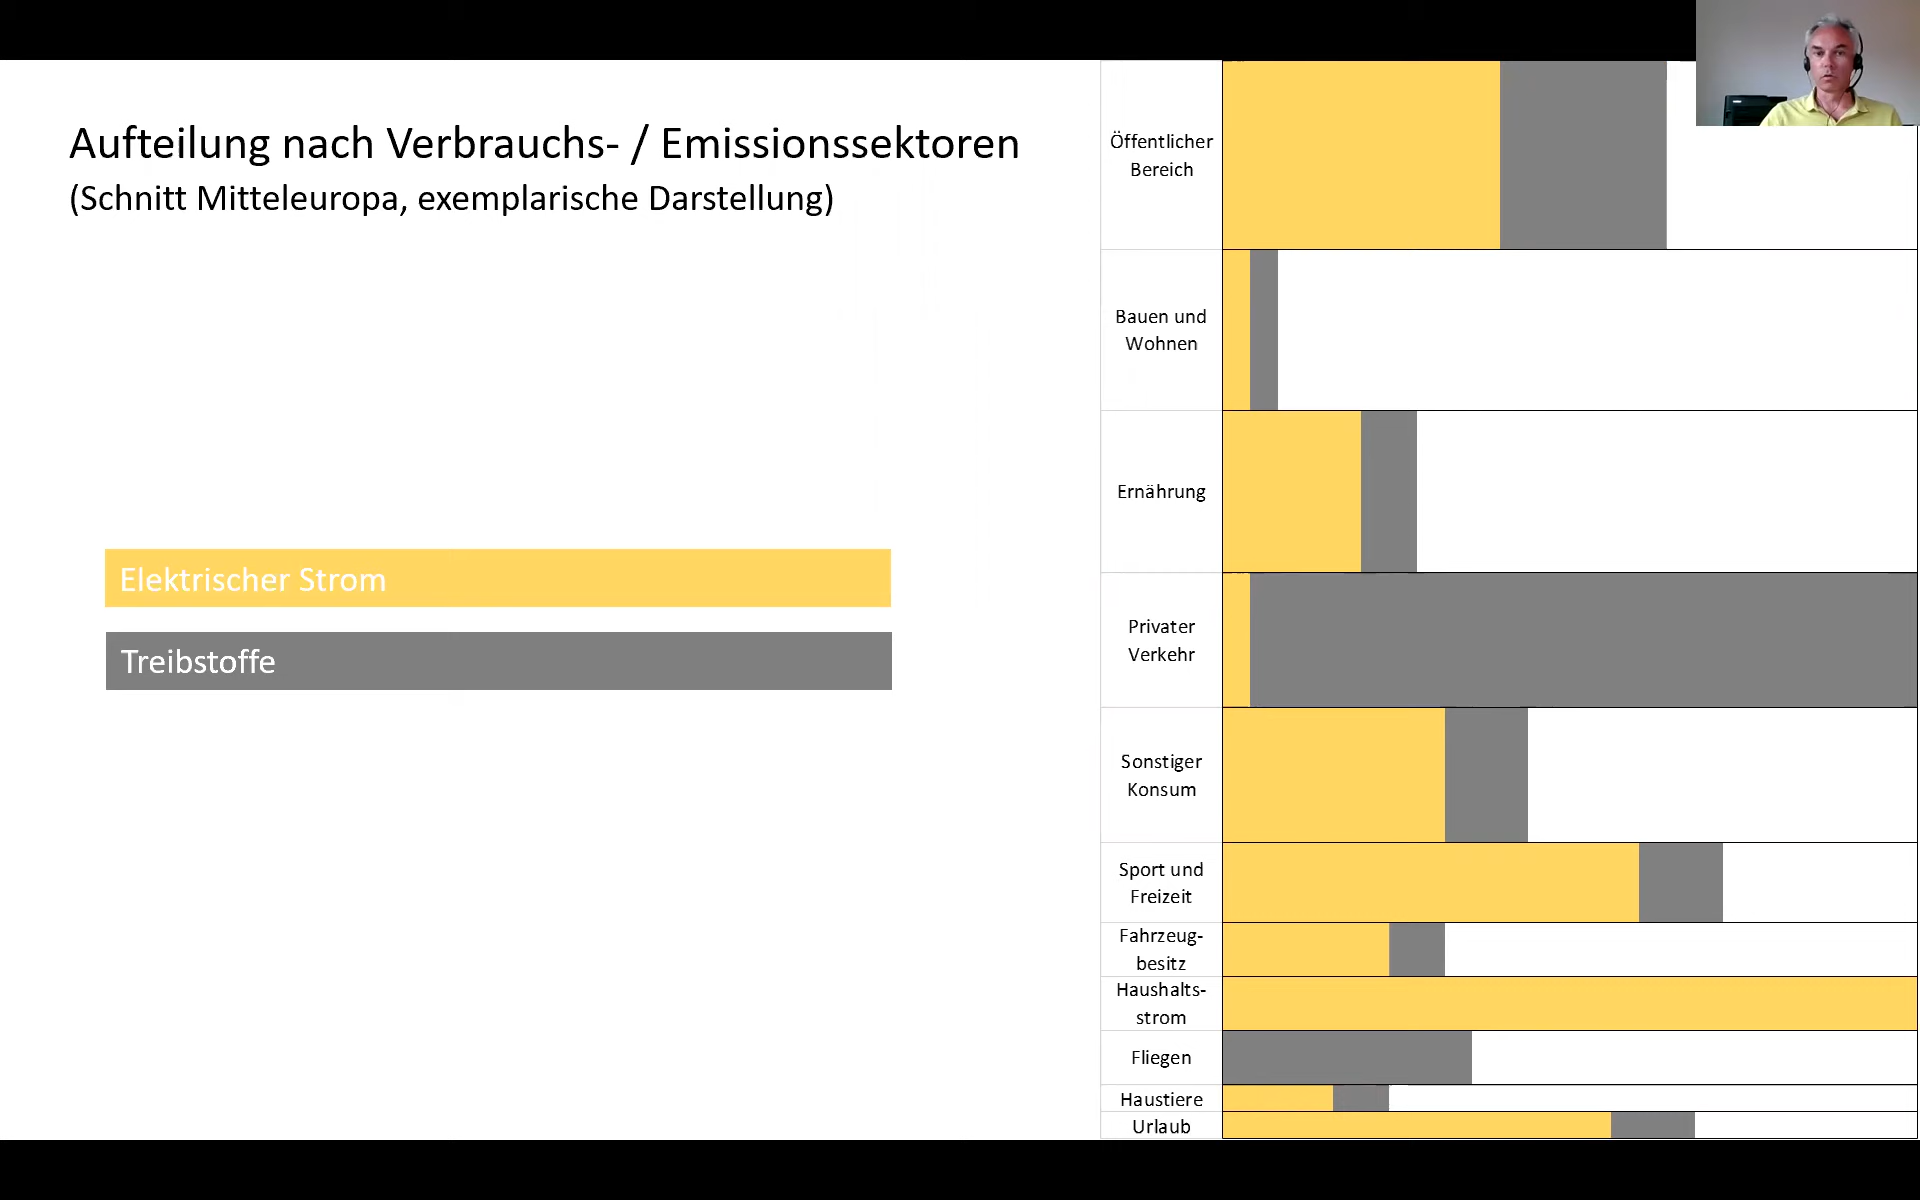 Aufteilung nach Verbrauchs- / Emissionssektoren
(Schnitt Mitteleuropa, exemplarische Darstellung)
Elektrischer Strom
Treibstoffe
Öffentlicher
Bereich
Bauen und
Wohnen
Ernährung
Privater
Verkehr
Sonstiger
Konsum
Sport und
Freizeit
Fahrzeug-
besitz
Haushalts-
strom
Fliegen
Haustiere
Urlaub